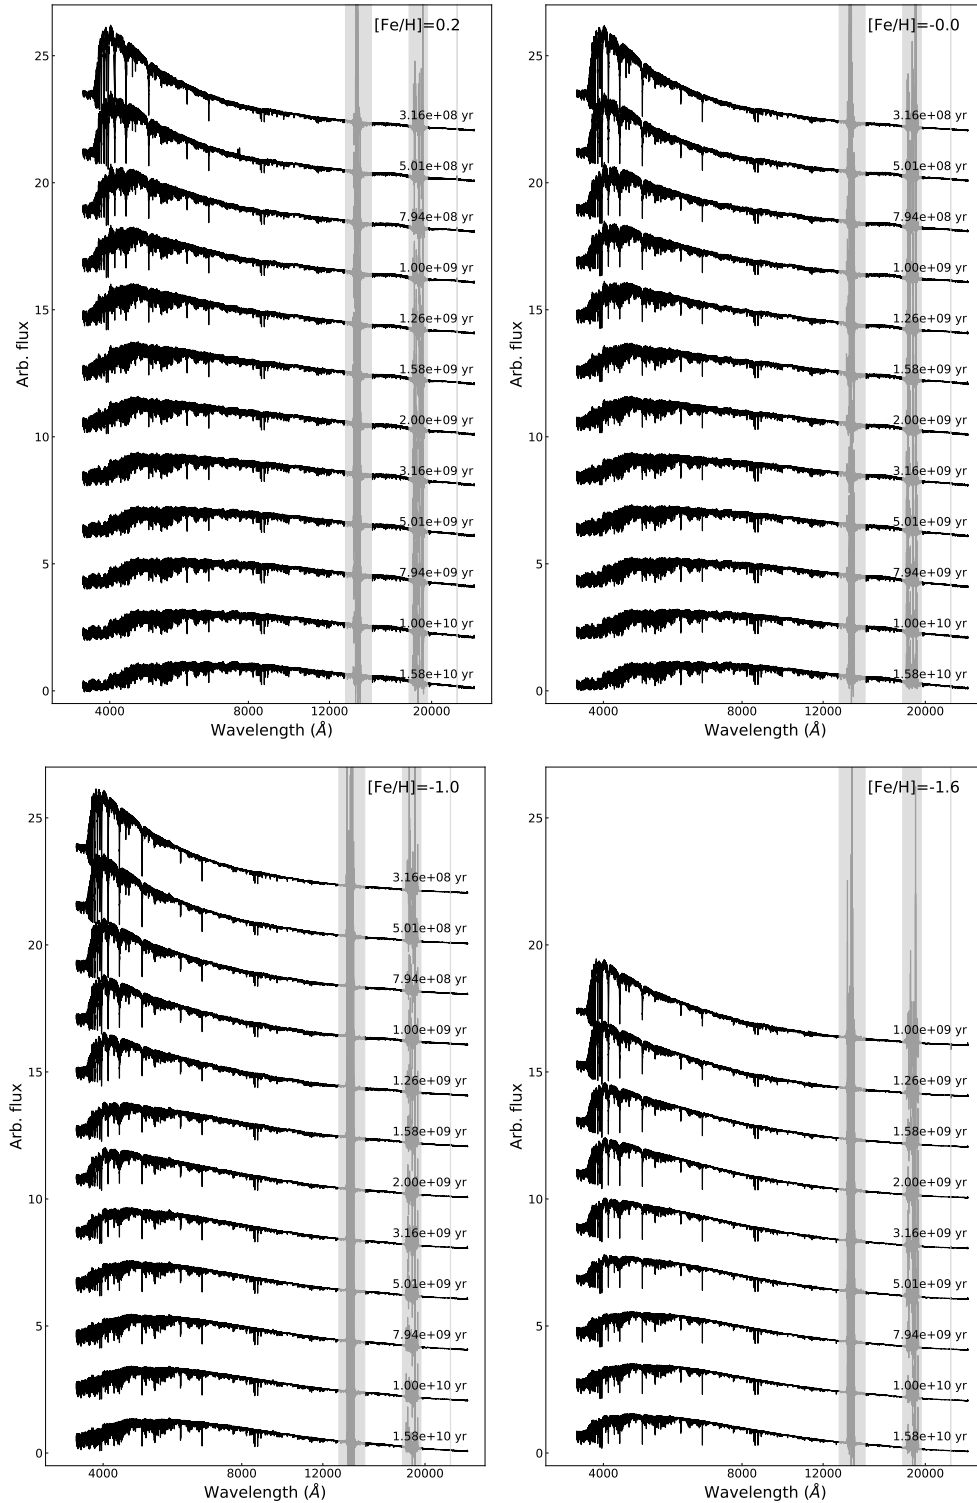 [Fe/H]=0.2
25
20
15
10
5
0
3.16e+08 yr
5.01e+08 yr
7.94e+08 yr
1.00e+09 yr
1.26e+09 yr
1.58e+09 yr
2.00e+09 yr
3.16e+09 yr
5.01e+09 yr
7.94e+09 yr
1.00e+10 yr
1.58e+10 yr
Arb. flux
4000 8000 12000 20000
Wavelength (Å)
[Fe/H]=-0.0
25
20
15
10
5
0
3.16e+08 yr
5.01e+08 yr
7.94e+08 yr
1.00e+09 yr
1.26e+09 yr
1.58e+09 yr
2.00e+09 yr
3.16e+09 yr
5.01e+09 yr
7.94e+09 yr
1.00e+10 yr
1.58e+10 yr
Arb. flux
4000 8000 12000 20000
Wavelength (Å)
[Fe/H]=-1.0
25
20
15
10
5
0
3.16e+08 yr
5.01e+08 yr
7.94e+08 yr
1.00e+09 yr
1.26e+09 yr
1.58e+09 yr
2.00e+09 yr
3.16e+09 yr
5.01e+09 yr
7.94e+09 yr
1.00e+10 yr
1.58e+10 yr
Arb. flux
4000 8000 12000 20000
Wavelength (Å)
[Fe/H]=-1.6
25
20
15
10
5
0
1.00e+09 yr
1.26e+09 yr
1.58e+09 yr
2.00e+09 yr
3.16e+09 yr
5.01e+09 yr
7.94e+09 yr
1.00e+10 yr
1.58e+10 yr
Arb. flux
4000 8000 12000 20000
Wavelength (Å)